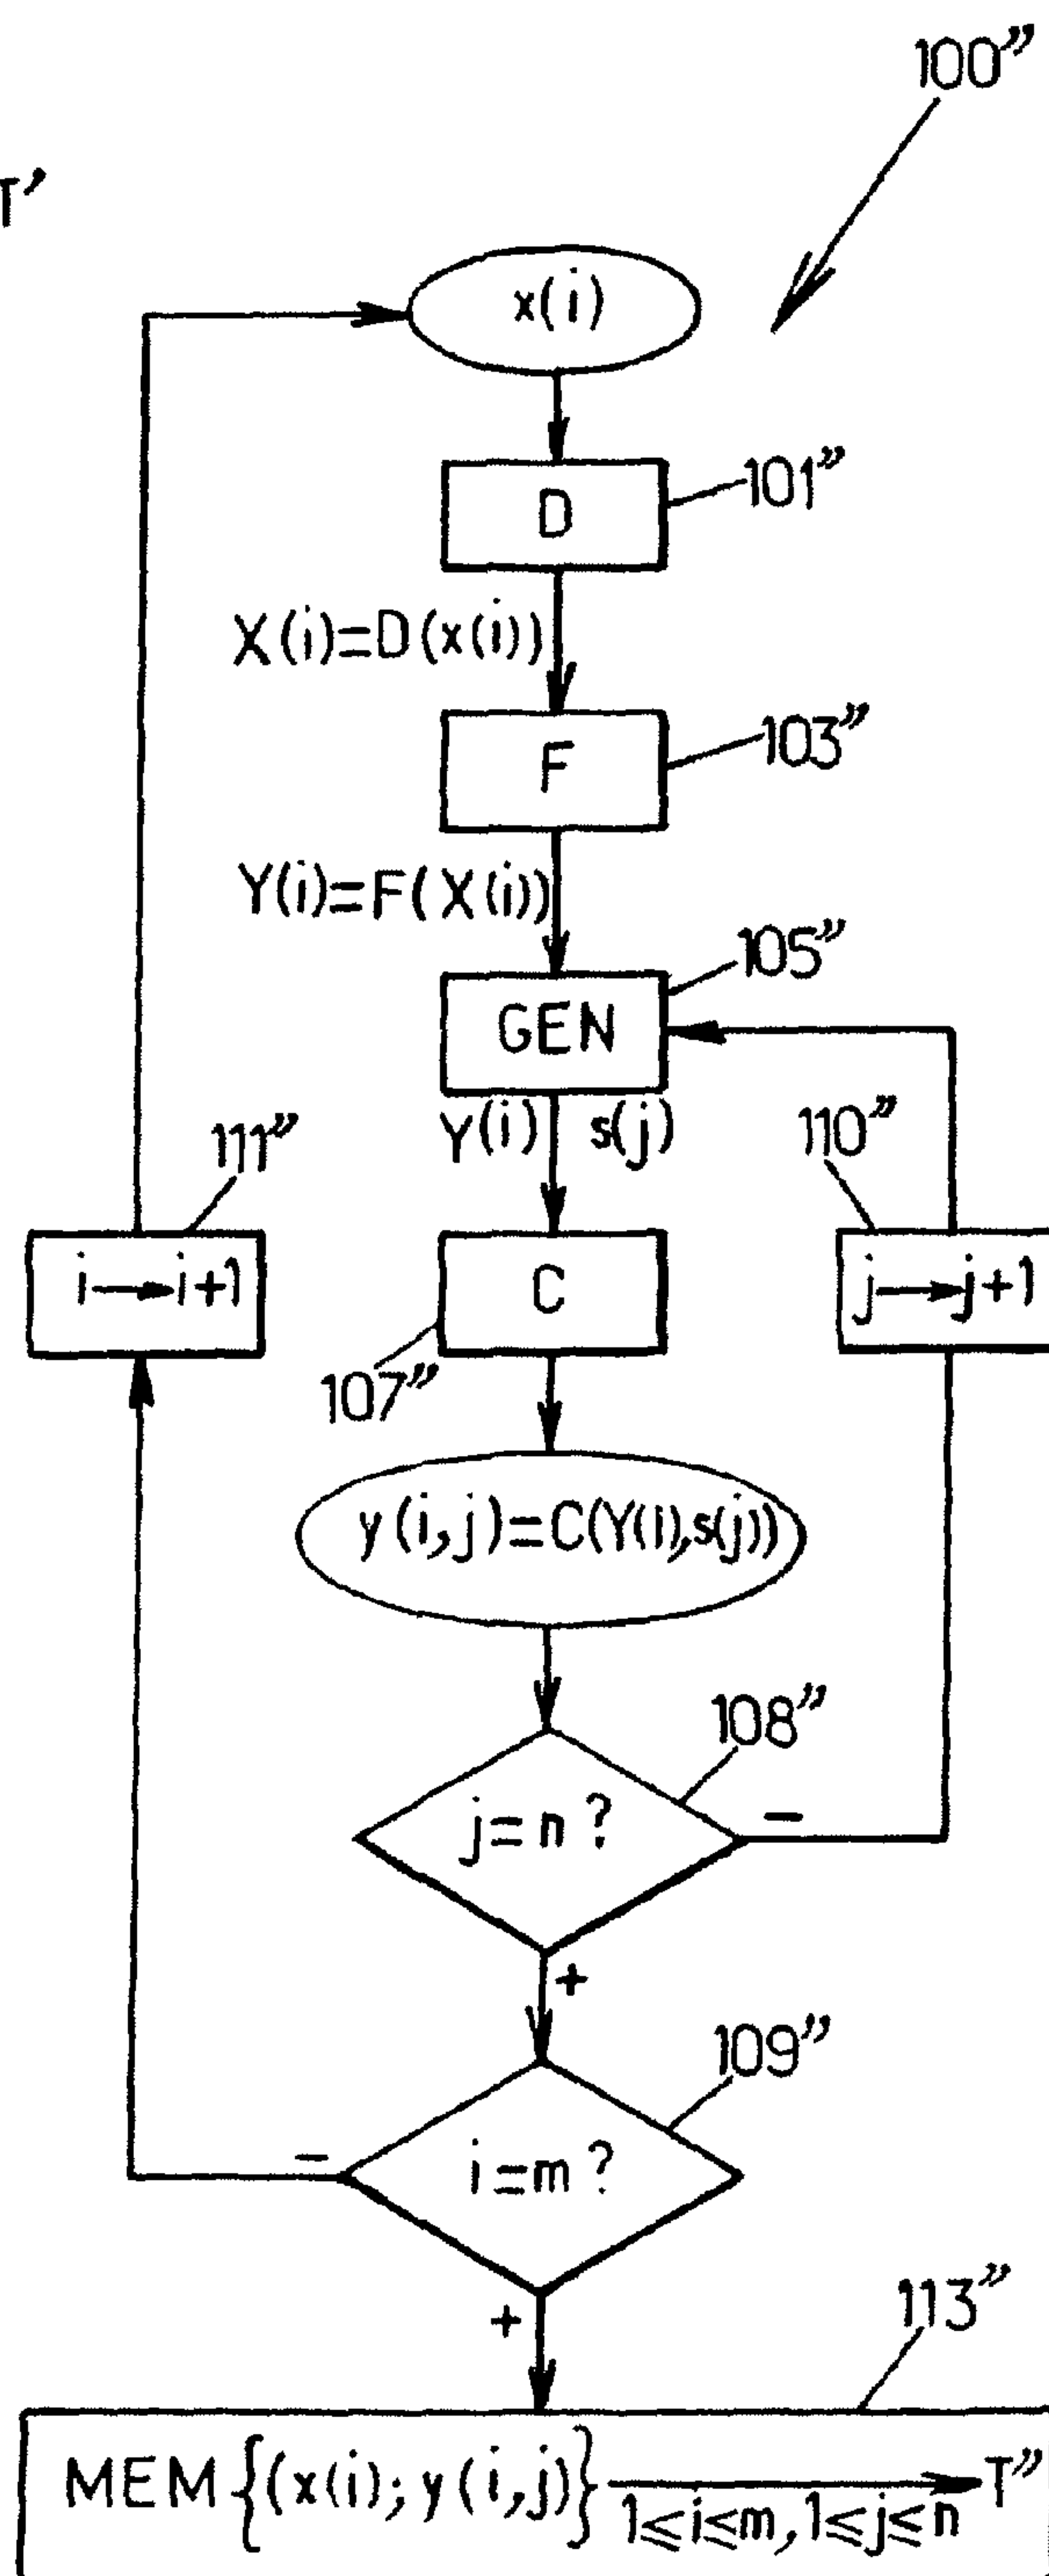 100”
T’
x(i)
D
101”
X(i)=D(x(i))
F
103”
Y(i)=F(X(i))
105”
GEN
Y(i) s(j)
111”
110”
i→i+1
C
j→j+1
107”
y(i,j)=C(Y(i),s(j))
108”
j=n?
-
+
109”
i=m?
-
+
113”
MEM{(x(i);y(i,j)}→T”
1≤i≤m,1≤j≤n